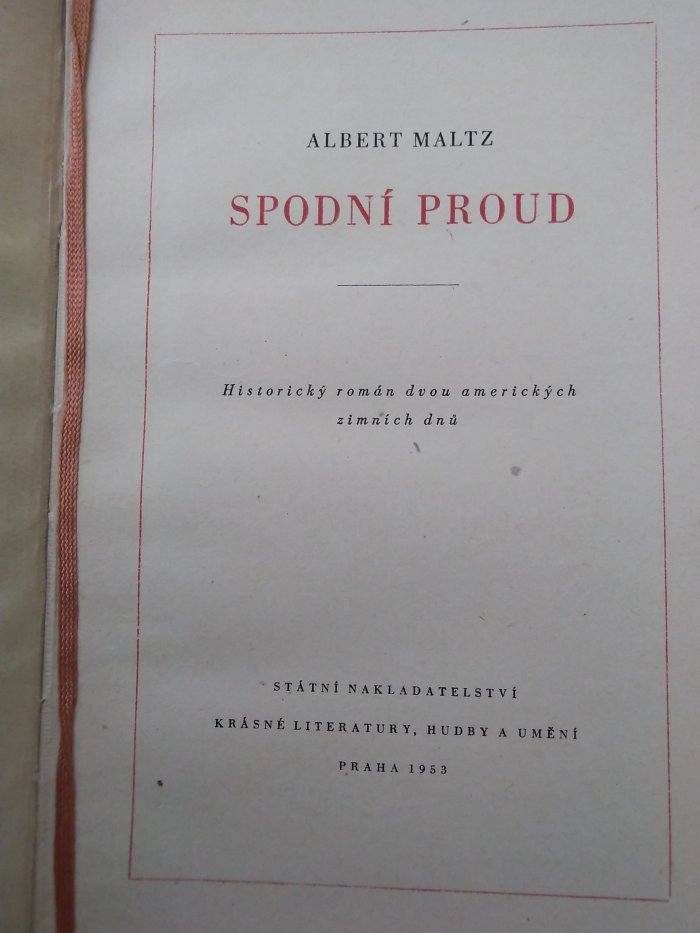 ALBERT MALTZ
SPODNÍ PROUD
Historický román dvou amerických
zimních dnů
STÁTNÍ NAKLADATELSTVÍ
KRÁSNÉ LITERATURY, HUDBY A UMĚNÍ
PRAHA 1953